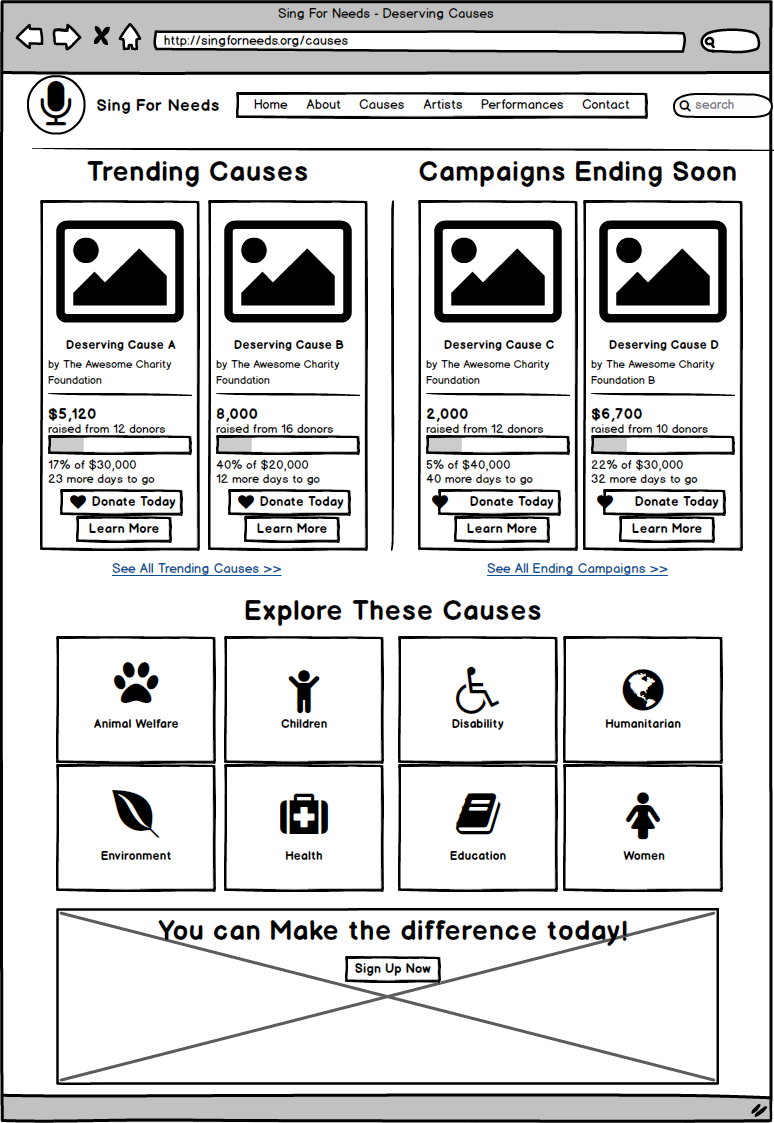 Sing For Needs - Deserving Causes
http://singforneeds.org/causes
Sing For Needs
Home About Causes Artists Performances Contact
search
Trending Causes
Campaigns Ending Soon
Deserving Cause A
by The Awesome Charity
Foundation
$5,120
raised from 12 donors
17% of $30,000
23 more days to go
Donate Today
Learn More
Deserving Cause B
by The Awesome Charity
Foundation
8,000
raised from 16 donors
40% of $20,000
12 more days to go
Donate Today
Learn More
See All Trending Causes >>
Deserving Cause C
by The Awesome Charity
Foundation
2,000
raised from 12 donors
5% of $40,000
40 more days to go
Donate Today
Learn More
Deserving Cause D
by The Awesome Charity
Foundation B
$6,700
raised from 10 donors
22% of $30,000
32 more days to go
Donate Today
Learn More
See All Ending Campaigns >>
Explore These Causes
Animal Welfare
Children
Disability
Humanitarian
Environment
Health
Education
Women
You can Make the difference today!
Sign Up Now